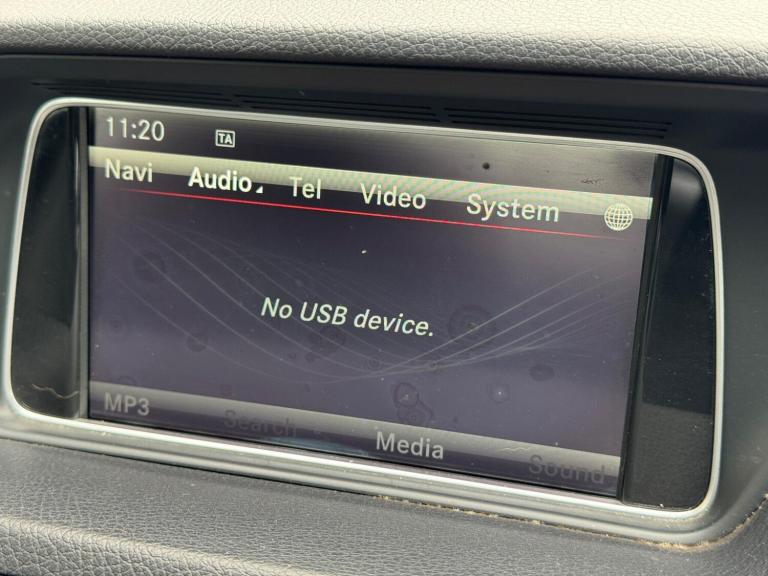 11:20 TA
Navi Audio Tel Video System
No USB device.
MP3 Search Media Sound